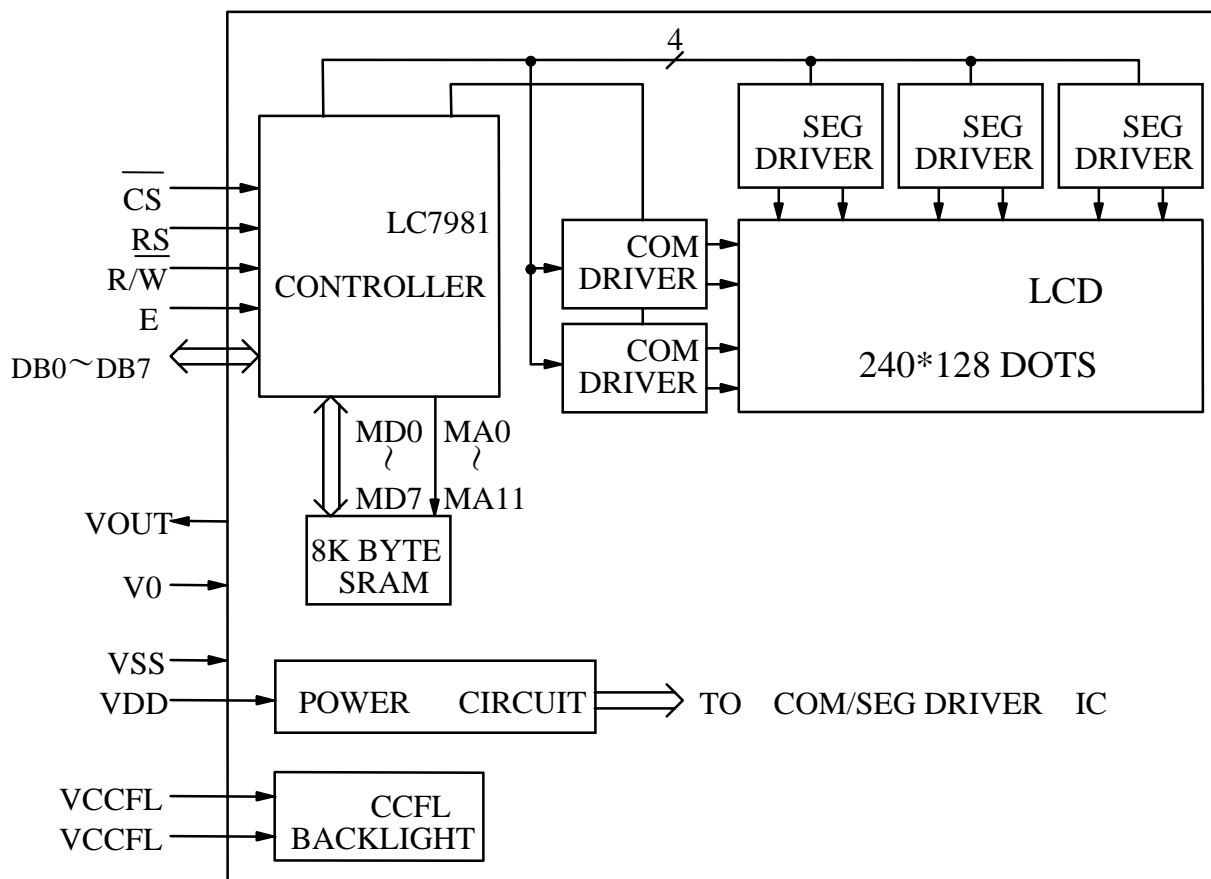 4
SEG
DRIVER
SEG
DRIVER
SEG
DRIVER
CS
RS
R/W
E
DB0～DB7
LC7981
CONTROLLER
COM
DRIVER
COM
DRIVER
LCD
240*128 DOTS
MD0
～
MD7
MA0
～
MA11
8K BYTE
SRAM
VOUT
V0
VSS
VDD
POWER CIRCUIT
TO COM/SEG DRIVER IC
VCCFL
VCCFL
CCFL
BACKLIGHT